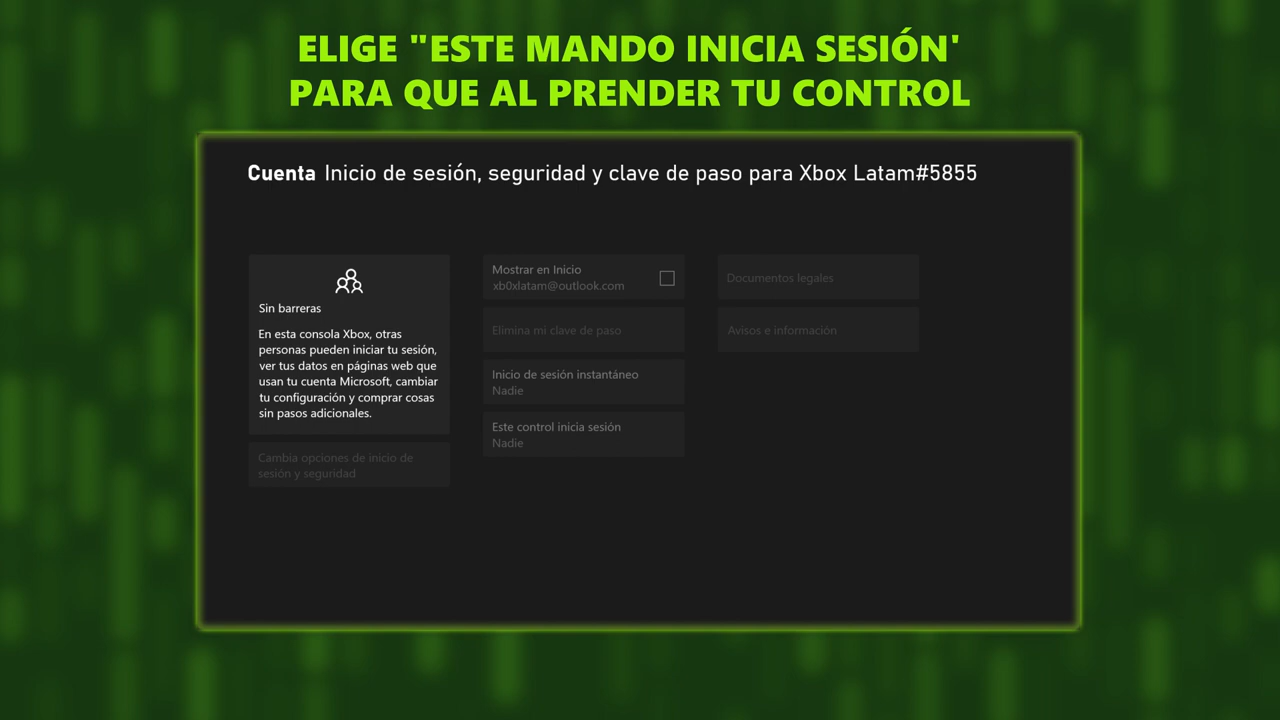 ELIGE "ESTE MANDO INICIA SESIÓN'
PARA QUE AL PRENDER TU CONTROL
Cuenta Inicio de sesión, seguridad y clave de paso para Xbox Latam#5855
Sin barreras
En esta consola Xbox, otras
personas pueden iniciar tu sesión,
ver tus datos en páginas web que
usan tu cuenta Microsoft, cambiar
tu configuración y comprar cosas
sin pasos adicionales.
Cambia opciones de inicio de
sesión y seguridad
Mostrar en Inicio
xb0xlatam@outlook.com
Elimina mi clave de paso
Inicio de sesión instantáneo
Nadie
Este control inicia sesión
Nadie
Documentos legales
Avisos e información